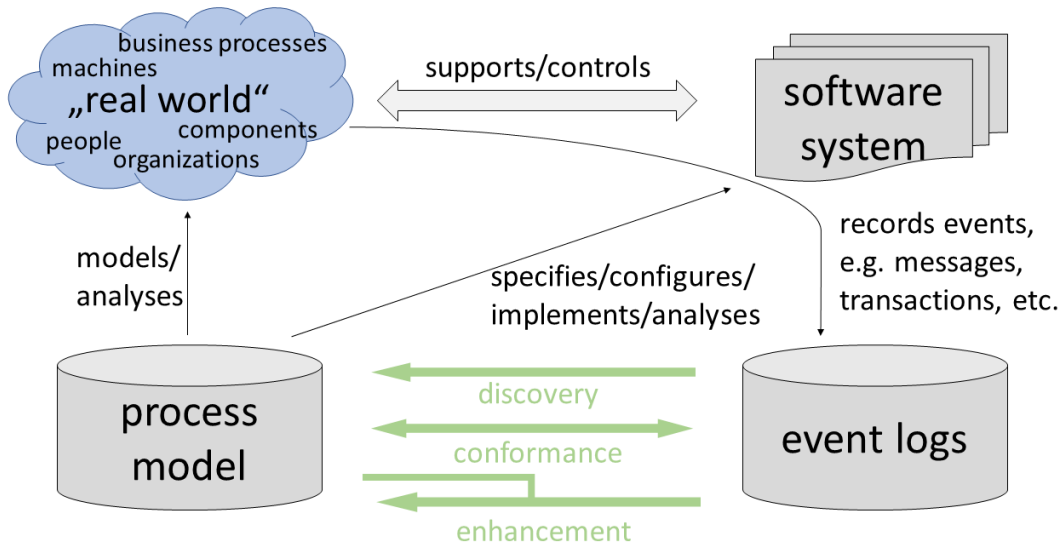 business processes
machines
„real world“
components
people
organizations
supports/controls
software
system
models/
analyses
specifies/configures/
implements/analyses
records events,
e.g. messages,
transactions, etc.
process
model
discovery
conformance
enhancement
event logs